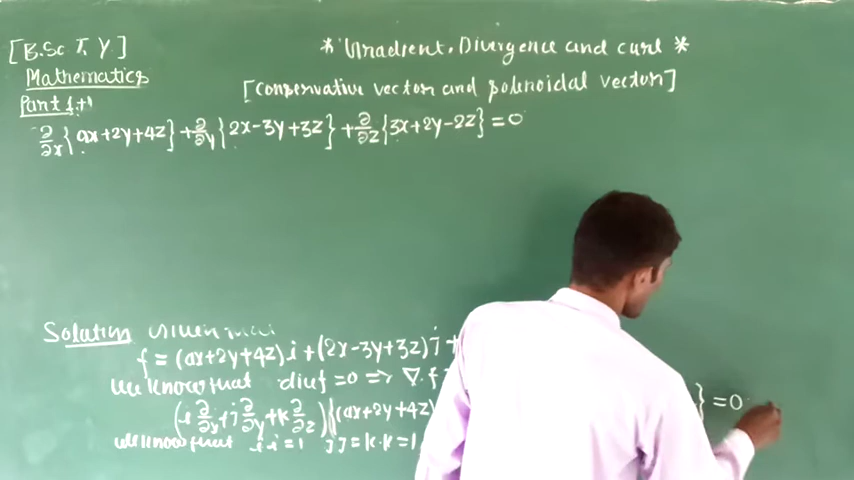 [B.Sc T.Y]
* Gradient, Divergence and curl *
Mathematics
[conservative vector and solenoidal vector]
Part
∂/∂x{ax+2y+4z}+∂/∂y{2x-3y+3z}+∂/∂z{3x+2y-2z}=0
Solution Given that
f=(ax+2y+4z)i+(2x-3y+3z)j+
we know that div f=0 => ∇.f
(i∂/∂x+j∂/∂y+k∂/∂z){(ax+2y+4z) }=0
we know that i.i=1 j.j=k.k=1